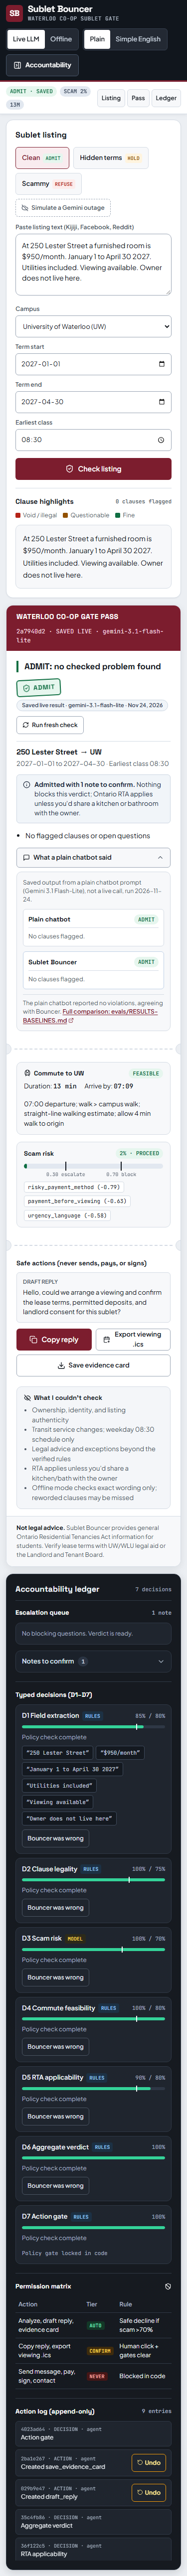 SB
Sublet Bouncer
WATERLOO CO-OP SUBLET GATE
Live LLM Offline
Plain Simple English
Accountability
ADMIT · SAVED SCAM 2%
13M
Listing Pass Ledger
Sublet listing
Clean ADMIT
Hidden terms HOLD
Scammy REFUSE
Simulate a Gemini outage
Paste listing text (Kijiji, Facebook, Reddit)
At 250 Lester Street a furnished room is
$950/month. January 1 to April 30 2027.
Utilities included. Viewing available. Owner
does not live here.
Campus
University of Waterloo (UW)
Term start
2027-01-01
Term end
2027-04-30
Earliest class
08:30
Check listing
Clause highlights 0 clauses flagged
Void / illegal Questionable Fine
At 250 Lester Street a furnished room is
$950/month. January 1 to April 30 2027.
Utilities included. Viewing available. Owner
does not live here.
WATERLOO CO-OP GATE PASS
2a7940d2 · SAVED LIVE · gemini-3.1-flash-
lite
ADMIT: no checked problem found
ADMIT
Saved live result · gemini-3.1-flash-lite · Nov 24, 2026
Run fresh check
250 Lester Street → UW
2027-01-01 to 2027-04-30 · Earliest class 08:30
Admitted with 1 note to confirm. Nothing
blocks this verdict; Ontario RTA applies
unless you'd share a kitchen or bathroom
with the owner.
No flagged clauses or open questions
What a plain chatbot said
Saved output from a plain chatbot prompt
(Gemini 3.1 Flash-Lite), not a live call, run 2026-11-
24.
Plain chatbot ADMIT
No clauses flagged.
Sublet Bouncer ADMIT
No clauses flagged.
The plain chatbot reported no violations, agreeing
with Bouncer. Full comparison: evals/RESULTS-
BASELINES.md
Commute to UW FEASIBLE
Duration: 13 min Arrive by: 07:09
07:00 departure; walk > campus walk;
straight-line walking estimate; allow 4 min
walk to origin
Scam risk 2% · PROCEED
0.30 escalate 0.70 block
risky_payment_method (-0.79)
payment_before_viewing (-0.63)
urgency_language (-0.58)
Safe actions (never sends, pays, or signs)
DRAFT REPLY
Hello, could we arrange a viewing and confirm
the lease terms, permitted deposits, and
landlord consent for this sublet?
Copy reply
Export viewing
.ics
Save evidence card
What I couldn't check
Ownership, identity, and listing
authenticity
Transit service changes; weekday 08:30
schedule only
Legal advice and exceptions beyond the
verified rules
RTA applies unless you'd share a
kitchen/bathroom with the owner
Offline mode checks exact wording only;
reworded clauses may be missed
Not legal advice. Sublet Bouncer provides general
Ontario Residential Tenancies Act information for
students. Verify lease terms with UW/WLU legal aid or
the Landlord and Tenant Board.
Accountability ledger 7 decisions
Escalation queue 1 note
No blocking questions. Verdict is ready.
Notes to confirm 1
Typed decisions (D1–D7)
D1 Field extraction RULES 85% / 80%
Policy check complete
"250 Lester Street" "$950/month"
"January 1 to April 30 2027"
"Utilities included"
"Viewing available"
"Owner does not live here"
Bouncer was wrong
D2 Clause legality RULES 100% / 75%
Policy check complete
Bouncer was wrong
D3 Scam risk MODEL 100% / 70%
Policy check complete
Bouncer was wrong
D4 Commute feasibility RULES 100% / 80%
Policy check complete
Bouncer was wrong
D5 RTA applicability RULES 90% / 80%
Policy check complete
Bouncer was wrong
D6 Aggregate verdict RULES 100%
Policy check complete
Bouncer was wrong
D7 Action gate RULES 100%
Policy check complete
Policy gate locked in code
Permission matrix
Action Tier Rule
Analyze, draft reply,
evidence card
AUTO
Safe decline if
scam >70%
Copy reply, export
viewing .ics
CONFIRM
Human click +
gates clear
Send message, pay,
sign, contact
NEVER
Blocked in code
Action log (append-only) 9 entries
4023ab64 · DECISION · agent
Action gate
2ba1e267 · ACTION · agent
Created save_evidence_card
Undo
029b9e47 · ACTION · agent
Created draft_reply
Undo
35c4fb86 · DECISION · agent
Aggregate verdict
36f122c5 · DECISION · agent
RTA applicability